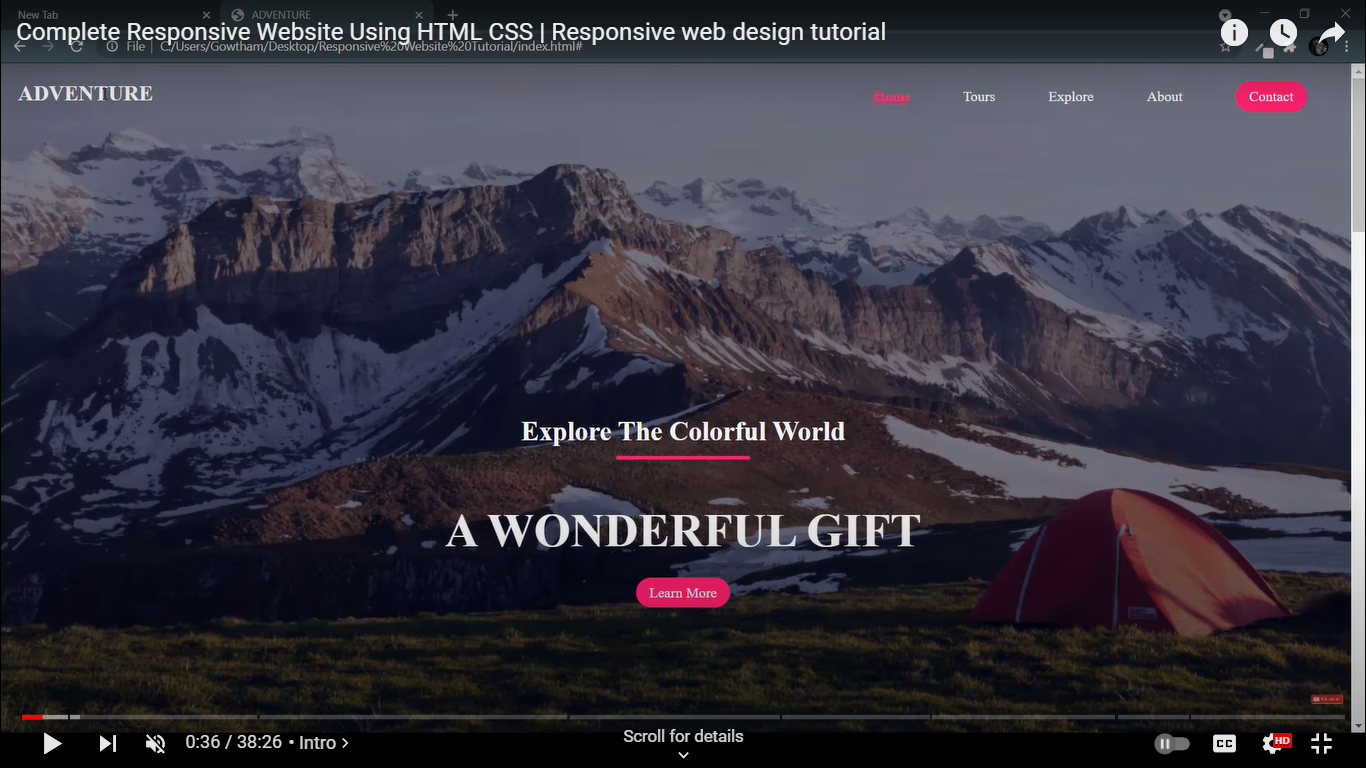 New Tab
ADVENTURE
Complete Responsive Website Using HTML CSS | Responsive web design tutorial
File | C:/Users/Gowtham/Desktop/Responsive%20Website%20Tutorial/index.html#
ADVENTURE
Home
Tours
Explore
About
Contact
Explore The Colorful World
A WONDERFUL GIFT
Learn More
0:36 / 38:26 • Intro
Scroll for details
CC
HD